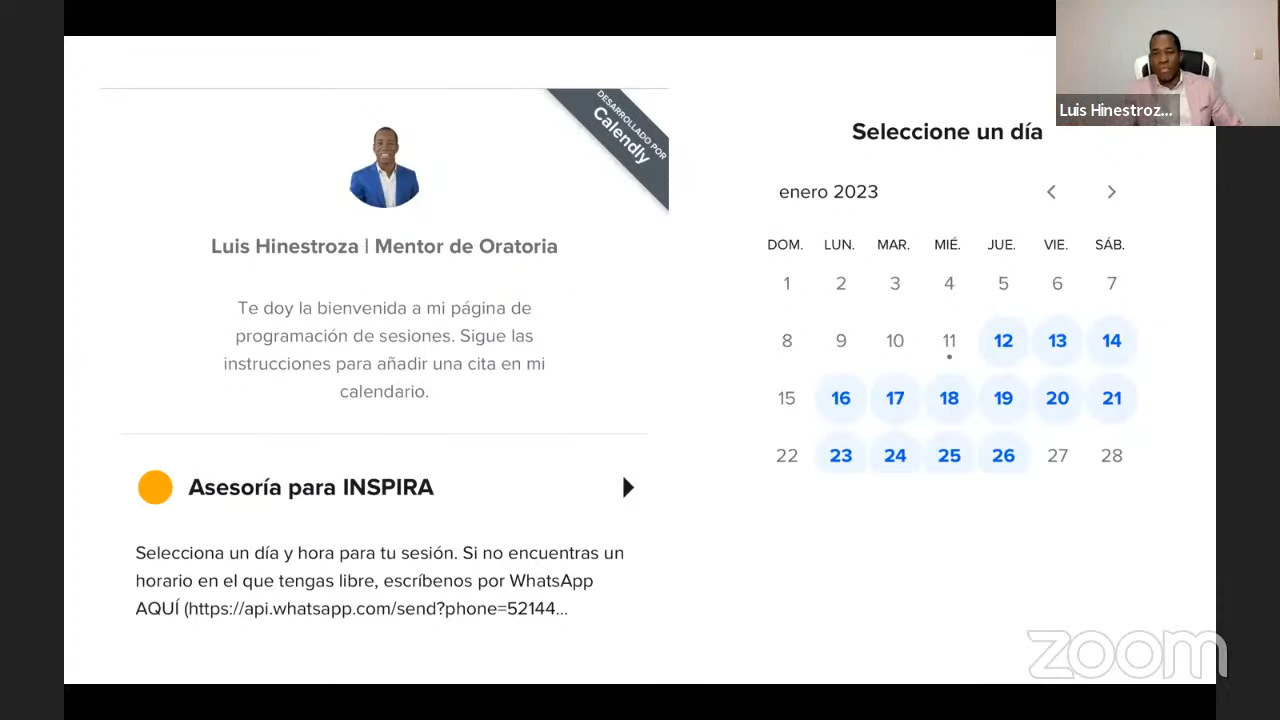 Luis Hinestroz...
DESARROLLADO POR
Calendly
Luis Hinestroza | Mentor de Oratoria
Te doy la bienvenida a mi página de
programación de sesiones. Sigue las
instrucciones para añadir una cita en mi
calendario.
Asesoría para INSPIRA
Selecciona un día y hora para tu sesión. Si no encuentras un
horario en el que tengas libre, escríbenos por WhatsApp
AQUÍ (https://api.whatsapp.com/send?phone=52144...
Seleccione un día
enero 2023
DOM. LUN. MAR. MIÉ. JUE. VIE. SÁB.
1 2 3 4 5 6 7
8 9 10 11 12 13 14
15 16 17 18 19 20 21
22 23 24 25 26 27 28
zoom